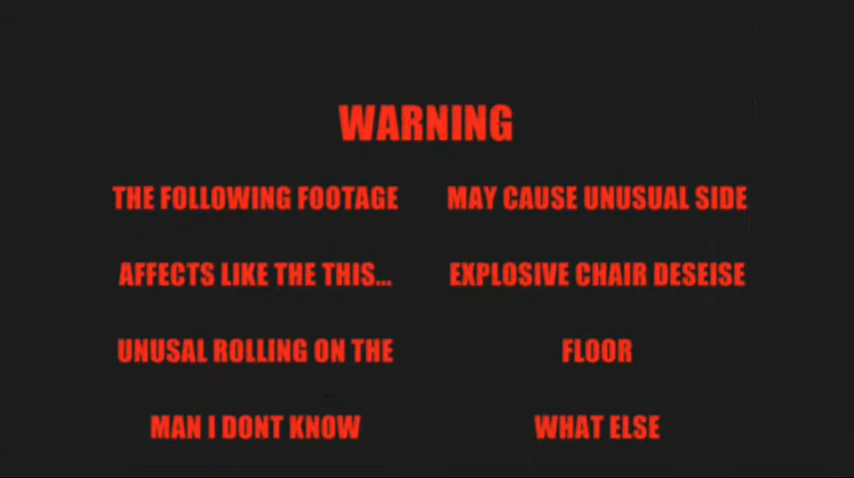 WARNING
THE FOLLOWING FOOTAGE MAY CAUSE UNUSUAL SIDE
AFFECTS LIKE THE THIS... EXPLOSIVE CHAIR DESEISE
UNUSAL ROLLING ON THE FLOOR
MAN I DONT KNOW WHAT ELSE